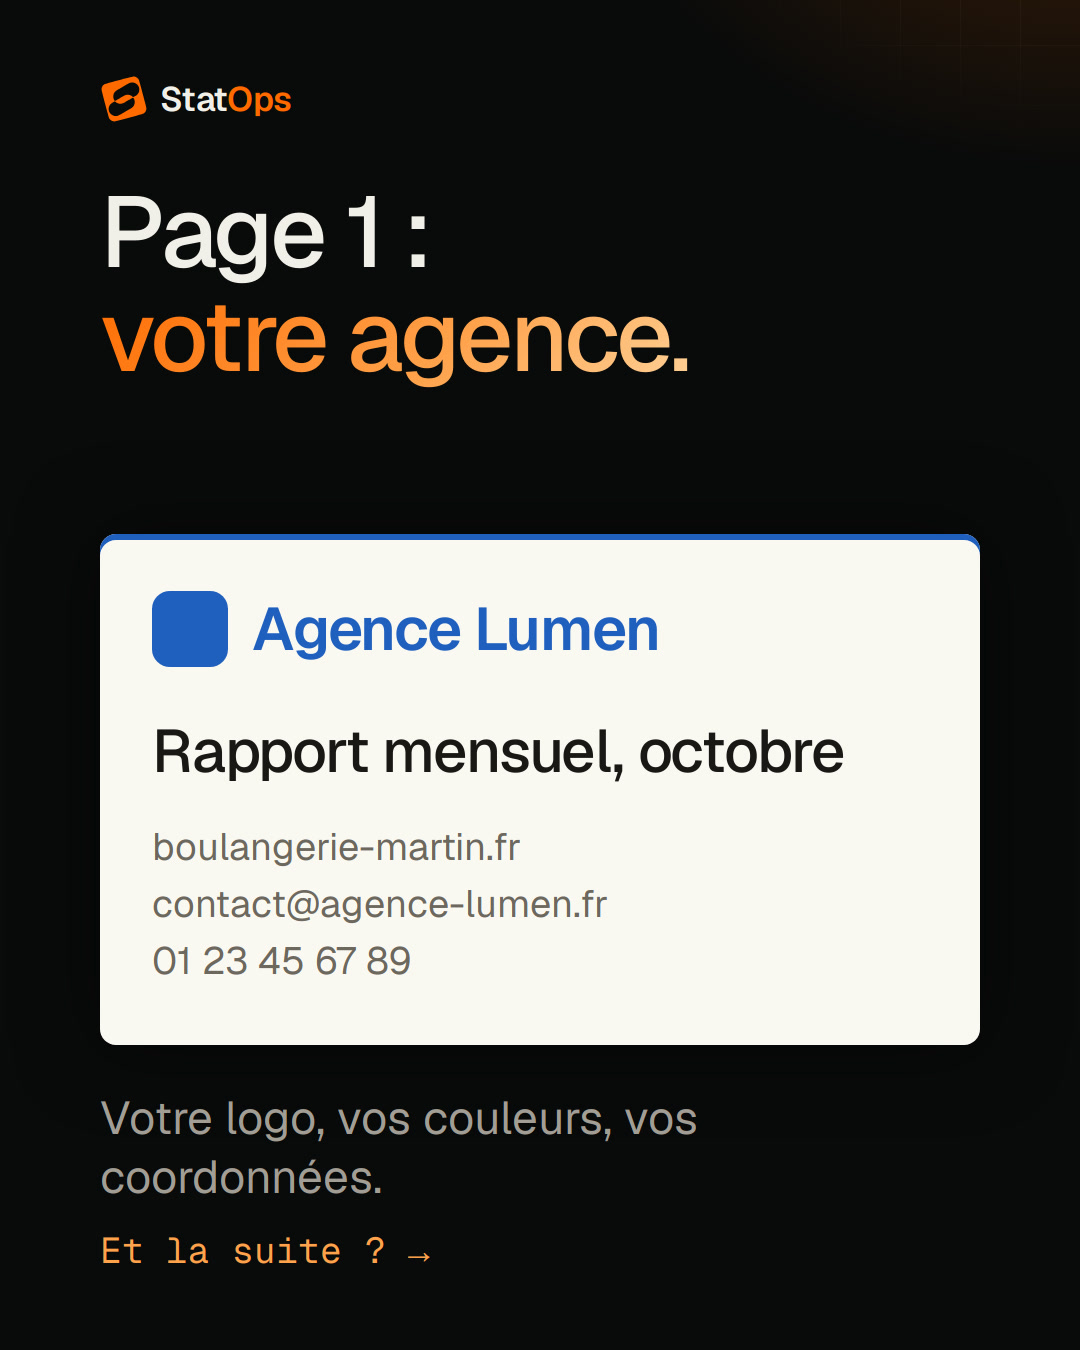 StatOps
Page 1 :
votre agence.
Agence Lumen
Rapport mensuel, octobre
boulangerie-martin.fr
contact@agence-lumen.fr
01 23 45 67 89
Votre logo, vos couleurs, vos
coordonnées.
Et la suite ? →